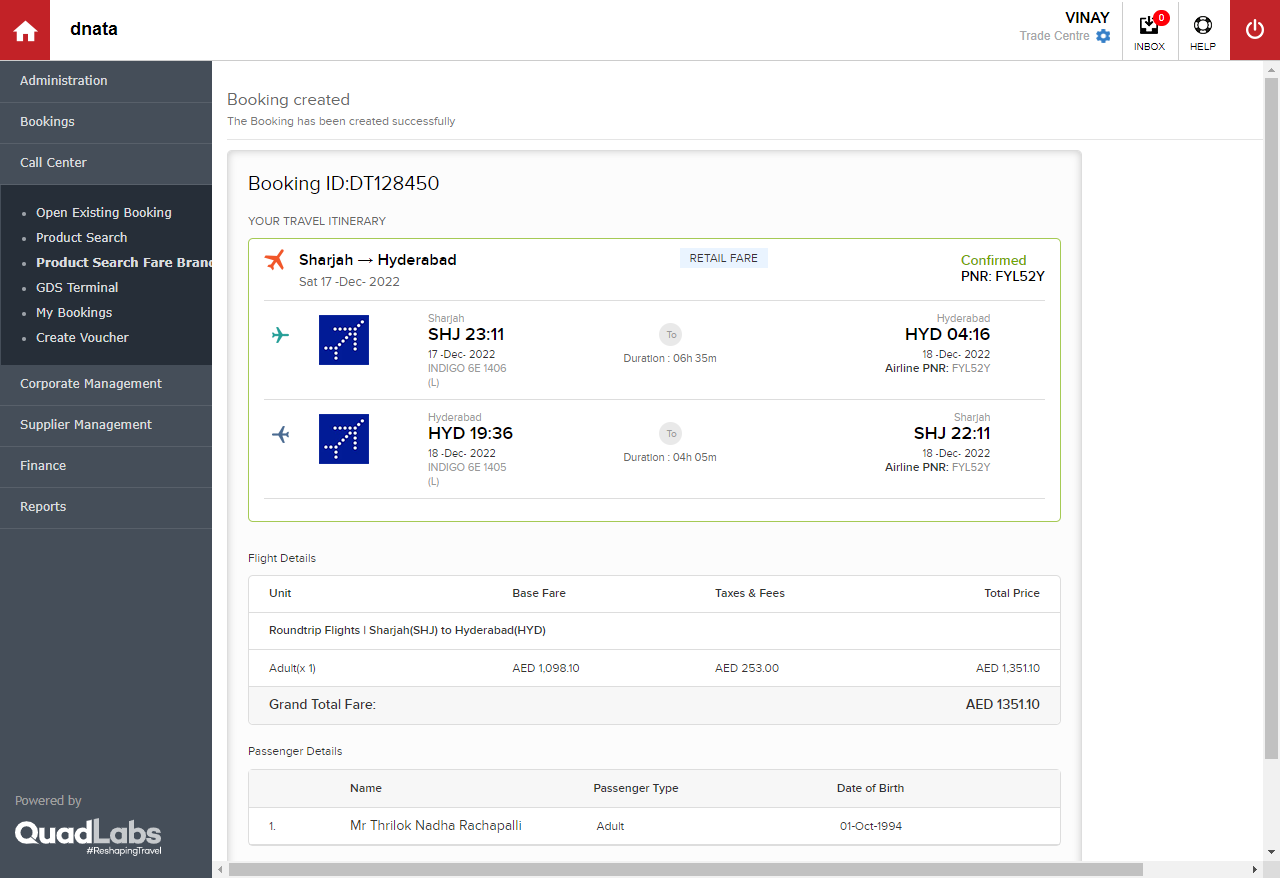 dnata
VINAY
Trade Centre
0
INBOX
HELP
Administration
Bookings
Call Center
Open Existing Booking
Product Search
Product Search Fare Bran
GDS Terminal
My Bookings
Create Voucher
Corporate Management
Supplier Management
Finance
Reports
Powered by
QuadLabs
#ReshapingTravel
Booking created
The Booking has been created successfully
Booking ID:DT128450
YOUR TRAVEL ITINERARY
Sharjah → Hyderabad
Sat 17 -Dec- 2022
RETAIL FARE
Confirmed
PNR: FYL52Y
Sharjah
SHJ 23:11
17 -Dec- 2022
INDIGO 6E 1406
(L)
To
Duration : 06h 35m
Hyderabad
HYD 04:16
18 -Dec- 2022
Airline PNR: FYL52Y
Hyderabad
HYD 19:36
18 -Dec- 2022
INDIGO 6E 1405
(L)
To
Duration : 04h 05m
Sharjah
SHJ 22:11
18 -Dec- 2022
Airline PNR: FYL52Y
Flight Details
Unit Base Fare Taxes & Fees Total Price
Roundtrip Flights | Sharjah(SHJ) to Hyderabad(HYD)
Adult(x 1) AED 1,098.10 AED 253.00 AED 1,351.10
Grand Total Fare: AED 1351.10
Passenger Details
Name Passenger Type Date of Birth
1. Mr Thrilok Nadha Rachapalli Adult 01-Oct-1994